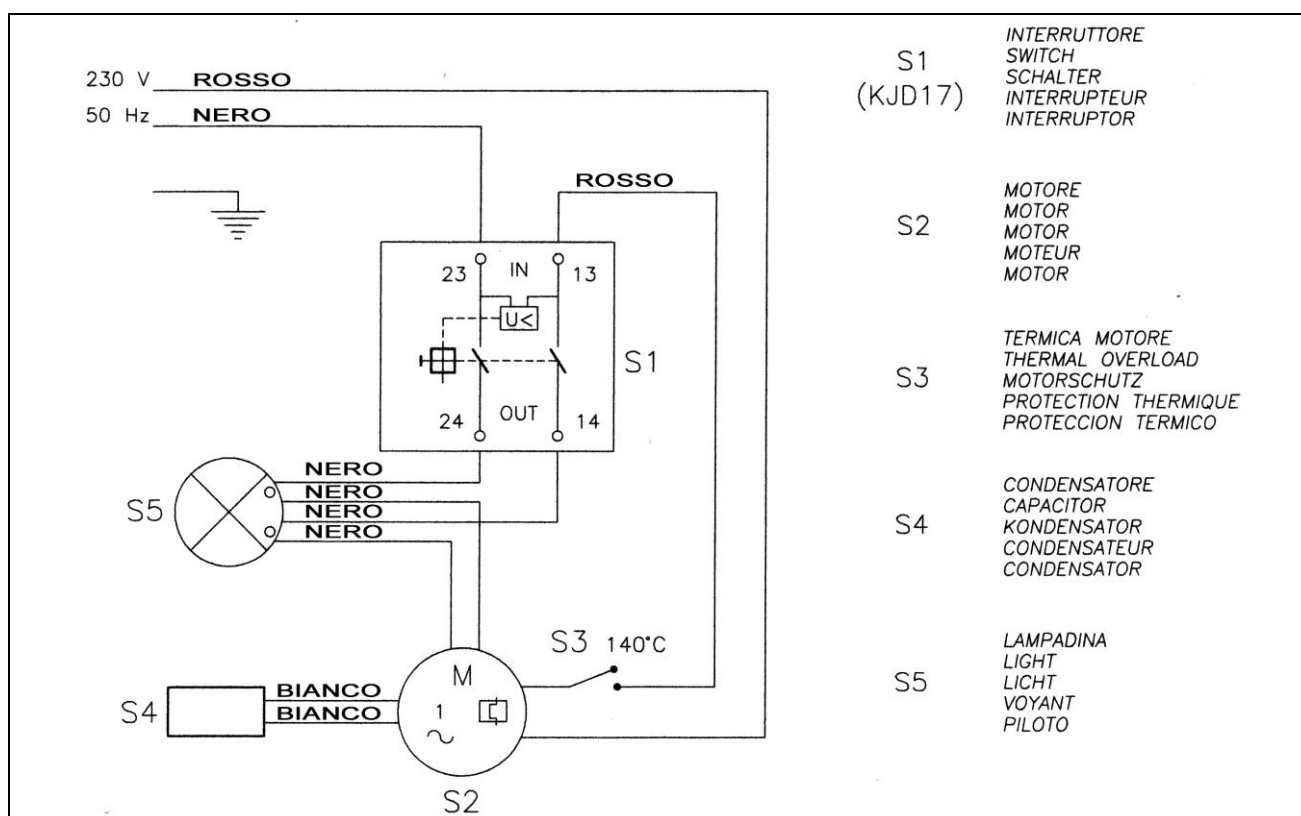 230 V ROSSO
50 Hz NERO
ROSSO
23 IN 13
U<
S1
24 OUT 14
NERO
NERO
NERO
NERO
S5
S3 140°C
M
1
BIANCO
BIANCO
S4
S2
S1
(KJD17)
INTERRUTTORE
SWITCH
SCHALTER
INTERRUPTEUR
INTERRUPTOR
S2
MOTORE
MOTOR
MOTOR
MOTEUR
MOTOR
S3
TERMICA MOTORE
THERMAL OVERLOAD
MOTORSCHUTZ
PROTECTION THERMIQUE
PROTECCION TERMICO
S4
CONDENSATORE
CAPACITOR
KONDENSATOR
CONDENSATEUR
CONDENSATOR
S5
LAMPADINA
LIGHT
LICHT
VOYANT
PILOTO